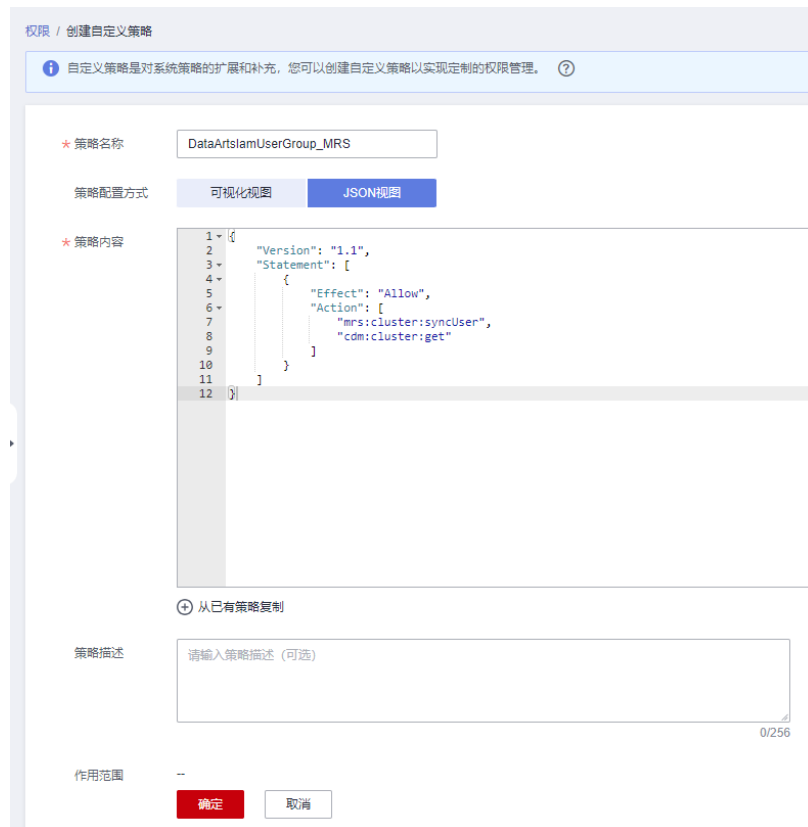 权限 / 创建自定义策略
自定义策略是对系统策略的扩展和补充，您可以创建自定义策略以实现定制的权限管理。
* 策略名称 DataArtsIamUserGroup_MRS
策略配置方式 可视化视图 JSON视图
* 策略内容
1 {
2 "Version": "1.1",
3 "Statement": [
4 {
5 "Effect": "Allow",
6 "Action": [
7 "mrs:cluster:syncUser",
8 "cdm:cluster:get"
9 ]
10 }
11 ]
12 }
从已有策略复制
策略描述 请输入策略描述（可选）
0/256
作用范围 --
确定 取消